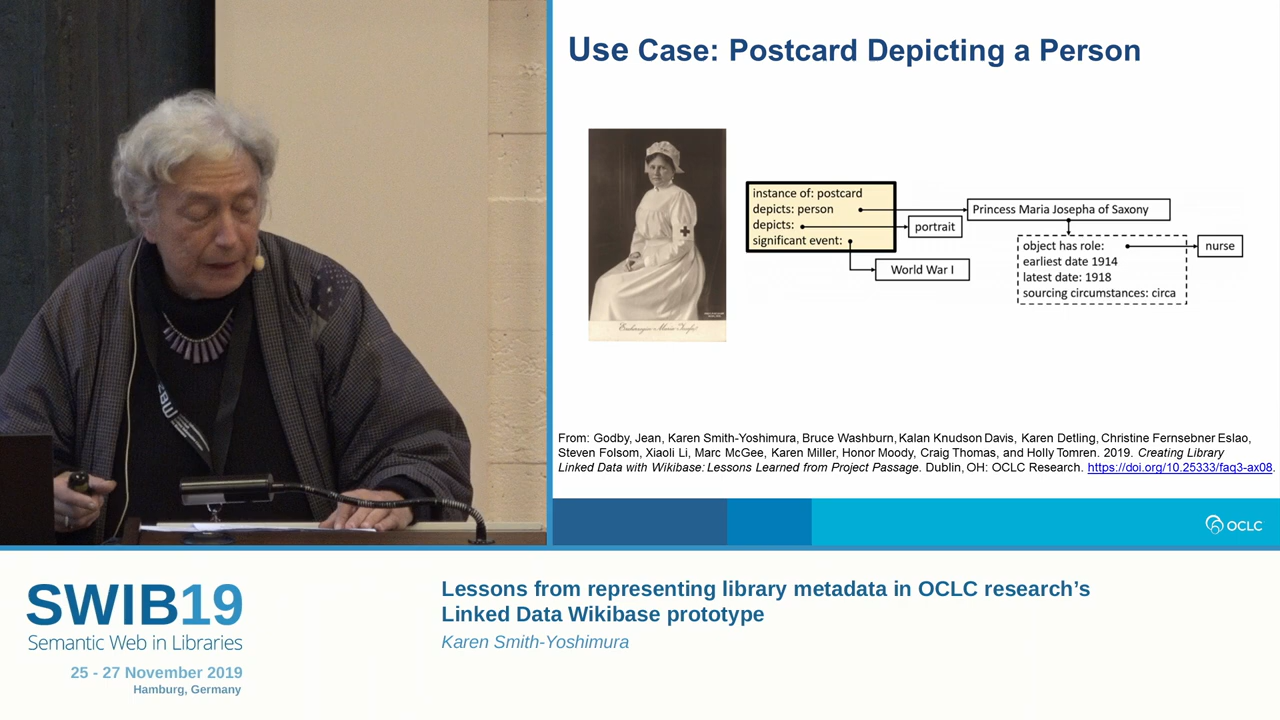 Use Case: Postcard Depicting a Person
instance of: postcard
depicts: person
depicts:
significant event:
Princess Maria Josepha of Saxony
portrait
World War I
object has role:
earliest date 1914
latest date: 1918
sourcing circumstances: circa
nurse
From: Godby, Jean, Karen Smith-Yoshimura, Bruce Washburn, Kalan Knudson Davis, Karen Detling, Christine Fernsebner Eslao,
Steven Folsom, Xiaoli Li, Marc McGee, Karen Miller, Honor Moody, Craig Thomas, and Holly Tomren. 2019. Creating Library
Linked Data with Wikibase: Lessons Learned from Project Passage. Dublin, OH: OCLC Research. https://doi.org/10.25333/faq3-ax08.
OCLC
SWIB19
Semantic Web in Libraries
25 - 27 November 2019
Hamburg, Germany
Lessons from representing library metadata in OCLC research’s
Linked Data Wikibase prototype
Karen Smith-Yoshimura